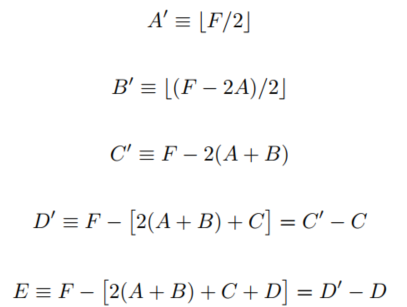 A′ ≡ ⌊F/2⌋
B′ ≡ ⌊(F − 2A)/2⌋
C′ ≡ F − 2(A + B)
D′ ≡ F − [2(A + B) + C] = C′ − C
E ≡ F − [2(A + B) + C + D] = D′ − D